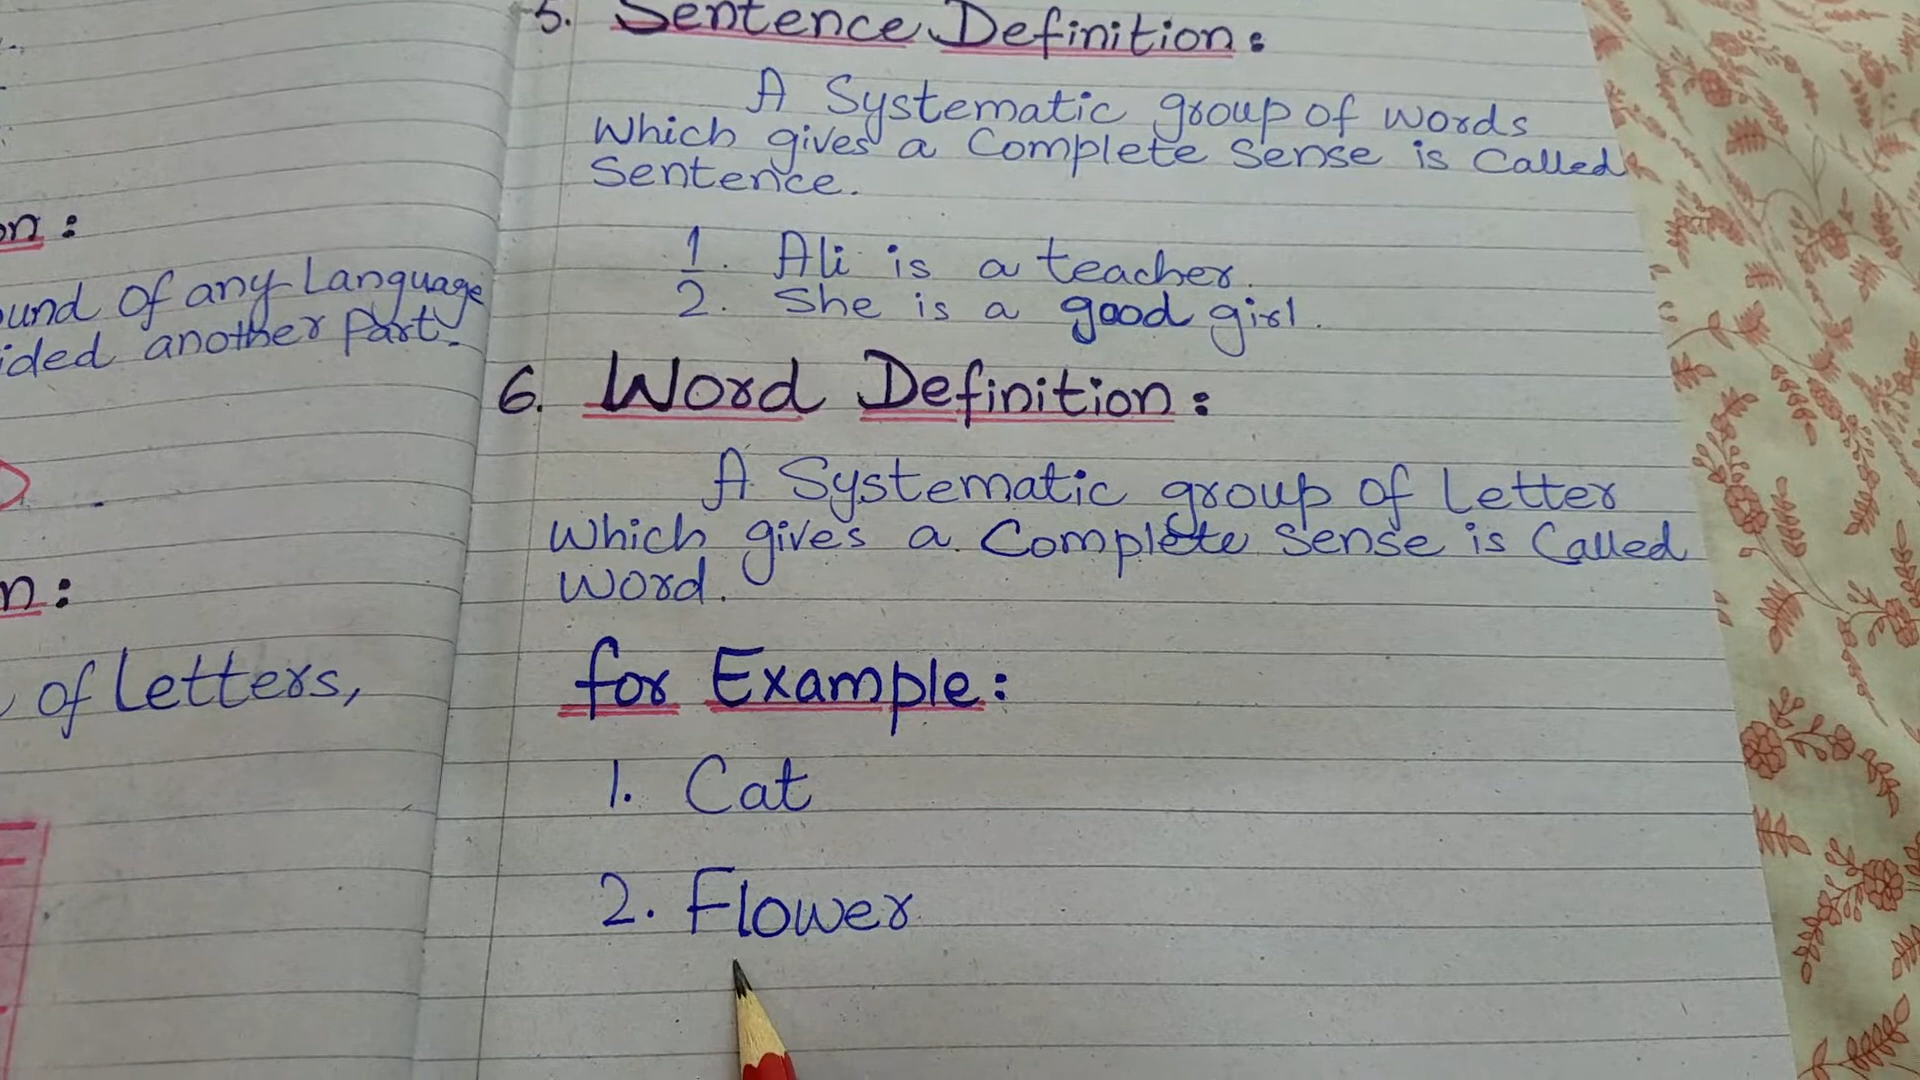 on:
of any Language
another Part.
n:
of Letters,
5. Sentence Definition:
A Systematic group of words
Which gives a Complete Sense is Called
Sentence.
1. Ali is a teacher.
2. She is a good girl.
6. Word Definition:
A Systematic group of Letter
Which gives a Complete Sense is Called
Word.
for Example:
1. Cat
2. Flower